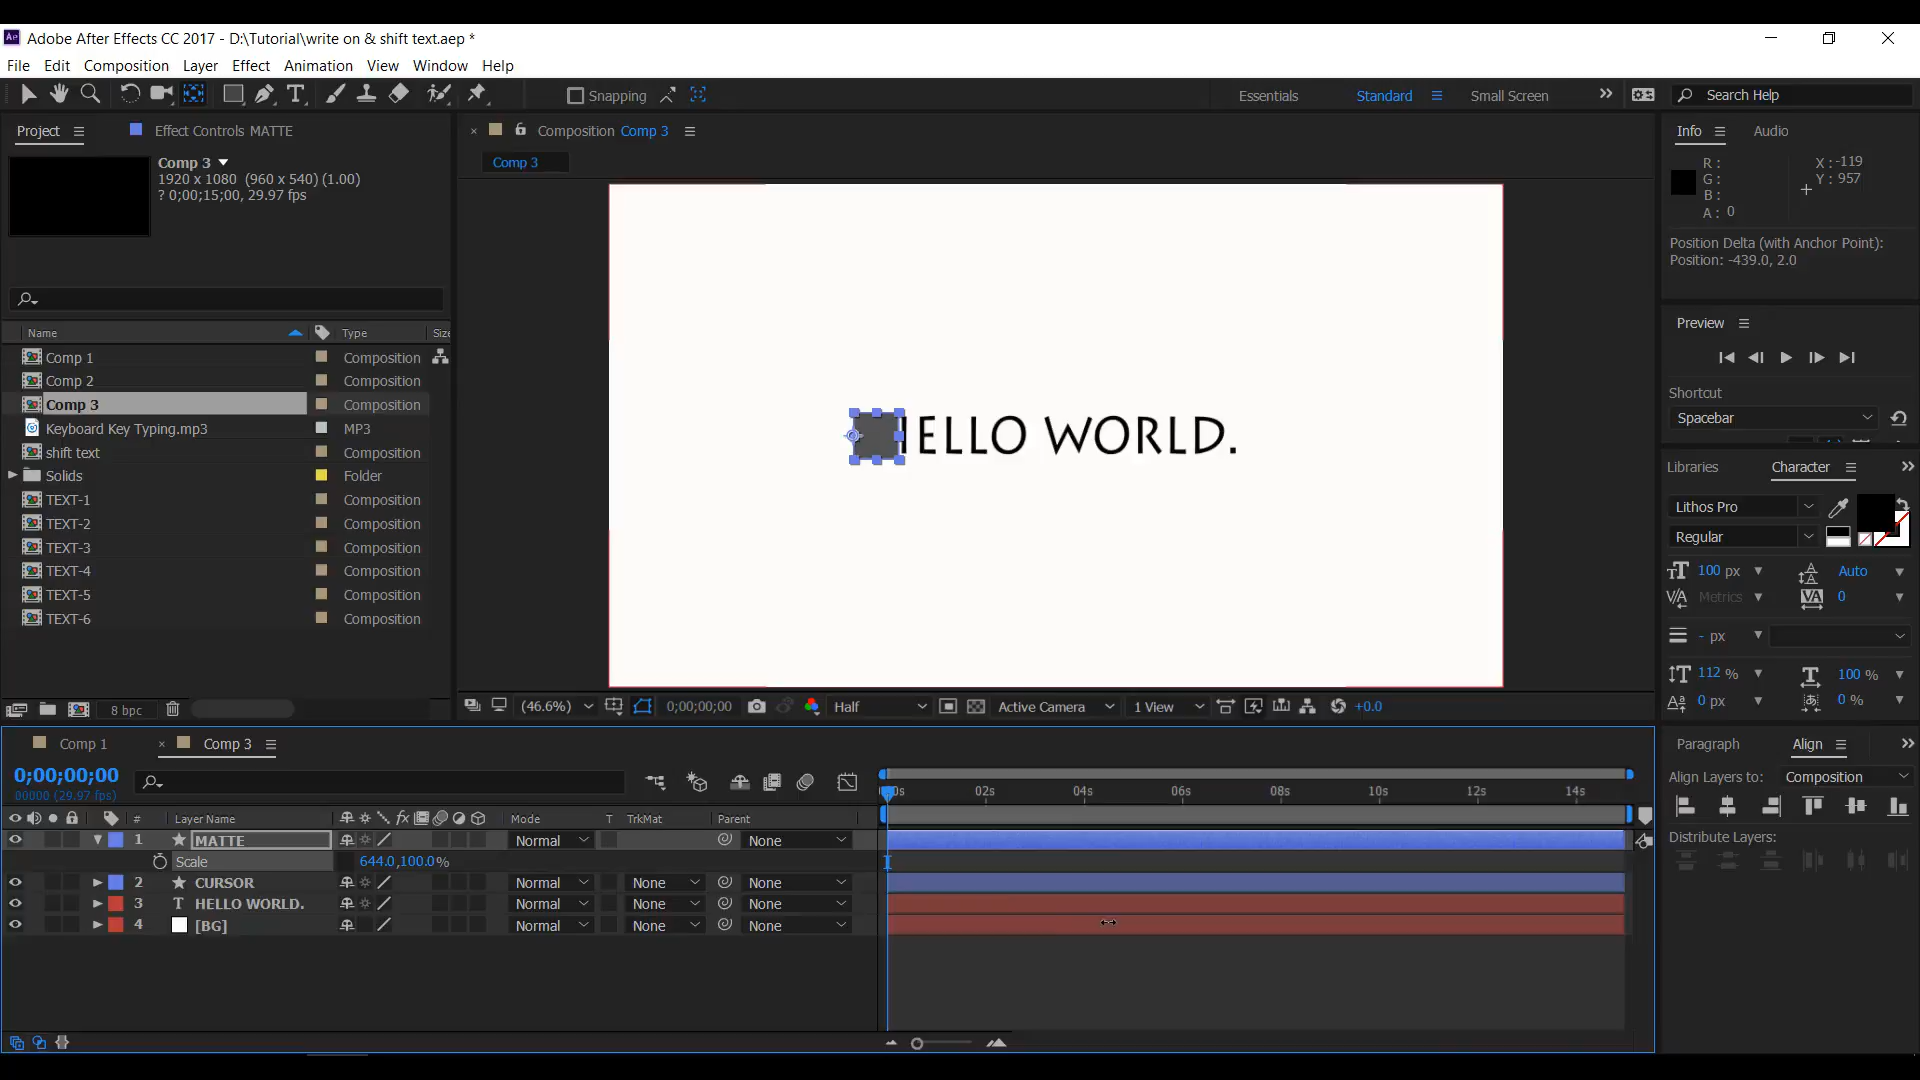 Adobe After Effects CC 2017 - D:\Tutorial\write on & shift text.aep *
File Edit Composition Layer Effect Animation View Window Help
Snapping
Essentials Standard Small Screen Search Help
Project Effect Controls MATTE
Composition Comp 3
Info Audio
Comp 3
1920 x 1080 (960 x 540) (1.00)
? 0;00;15;00, 29.97 fps
Comp 3
R :
G :
B :
A : 0
X : -119
Y : 957
Position Delta (with Anchor Point):
Position: -439.0, 2.0
Name Type Size
Comp 1 Composition
Comp 2 Composition
Comp 3 Composition
Keyboard Key Typing.mp3 MP3
shift text Composition
Solids Folder
TEXT-1 Composition
TEXT-2 Composition
TEXT-3 Composition
TEXT-4 Composition
TEXT-5 Composition
TEXT-6 Composition
8 bpc
HELLO WORLD.
(46.6%) 0;00;00;00 Half Active Camera 1 View +0.0
Preview
Shortcut
Spacebar
Libraries Character
Lithos Pro
Regular
100 px Auto
Metrics 0
- px
112 % 100 %
0 px 0 %
Paragraph Align
Align Layers to: Composition
Distribute Layers:
Comp 1 Comp 3
0;00;00;00
00000 (29.97 fps)
02s 04s 06s 08s 10s 12s 14s
# Layer Name Mode T TrkMat Parent
1 MATTE Normal None
Scale 644.0,100.0%
2 CURSOR Normal None None
3 HELLO WORLD. Normal None None
4 [BG] Normal None None